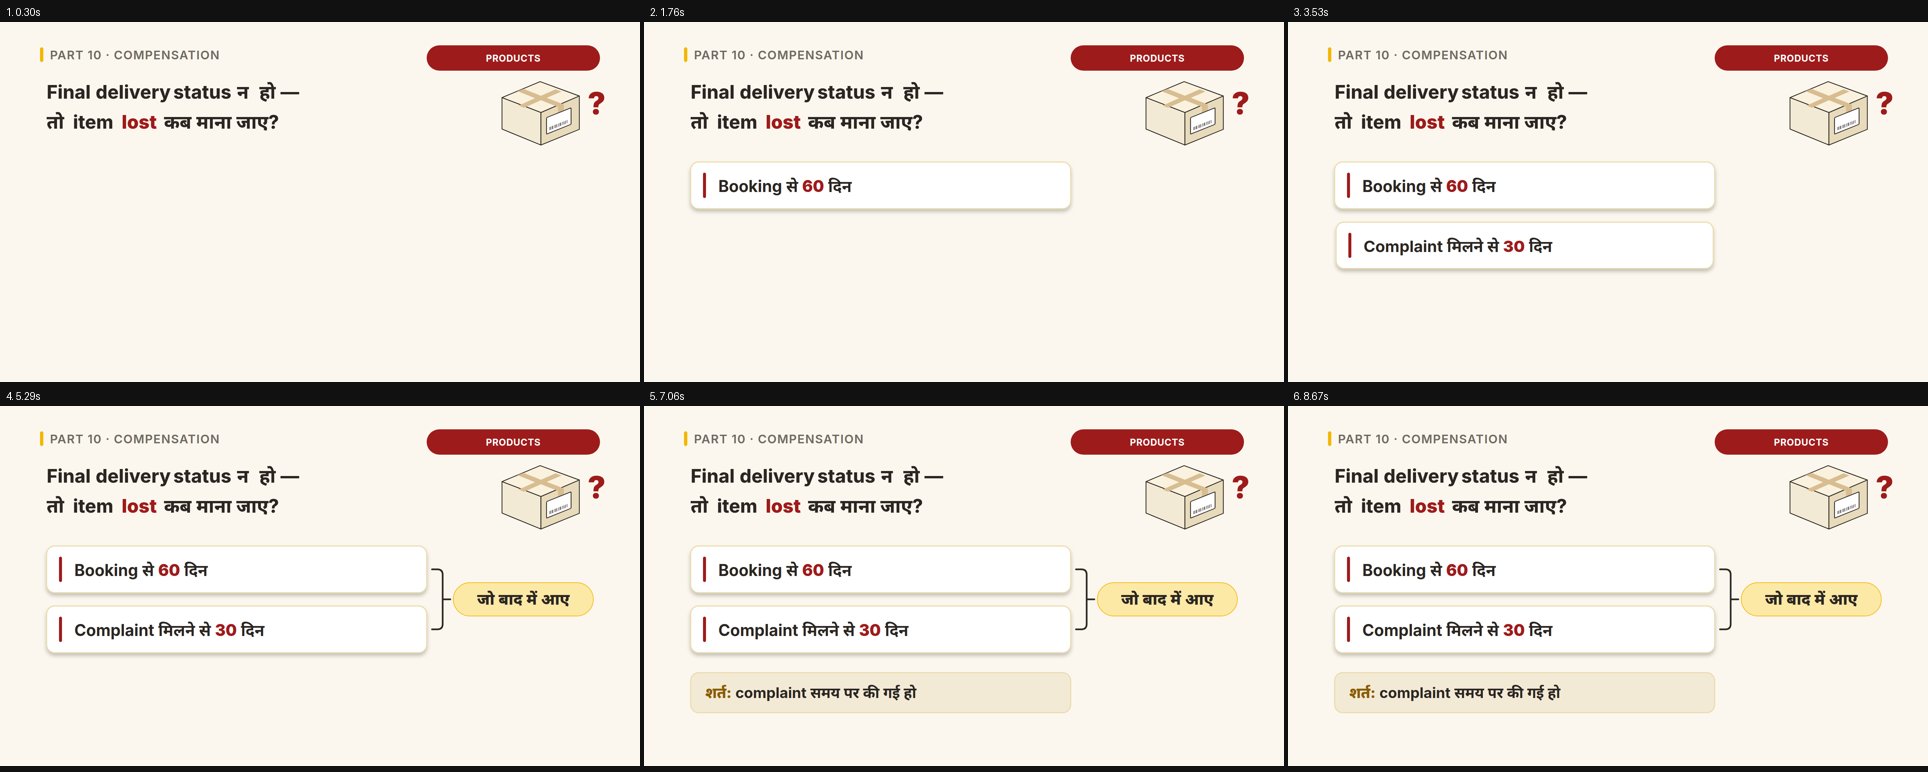 1. 0.30s
PART 10 · COMPENSATION
PRODUCTS
Final delivery status न हो —
तो item lost कब माना जाए?
?
2. 1.76s
PART 10 · COMPENSATION
PRODUCTS
Final delivery status न हो —
तो item lost कब माना जाए?
?
Booking से 60 दिन
3. 3.53s
PART 10 · COMPENSATION
PRODUCTS
Final delivery status न हो —
तो item lost कब माना जाए?
?
Booking से 60 दिन
Complaint मिलने से 30 दिन
4. 5.29s
PART 10 · COMPENSATION
PRODUCTS
Final delivery status न हो —
तो item lost कब माना जाए?
?
Booking से 60 दिन
जो बाद में आए
Complaint मिलने से 30 दिन
5. 7.06s
PART 10 · COMPENSATION
PRODUCTS
Final delivery status न हो —
तो item lost कब माना जाए?
?
Booking से 60 दिन
जो बाद में आए
Complaint मिलने से 30 दिन
शर्त: complaint समय पर की गई हो
6. 8.67s
PART 10 · COMPENSATION
PRODUCTS
Final delivery status न हो —
तो item lost कब माना जाए?
?
Booking से 60 दिन
जो बाद में आए
Complaint मिलने से 30 दिन
शर्त: complaint समय पर की गई हो